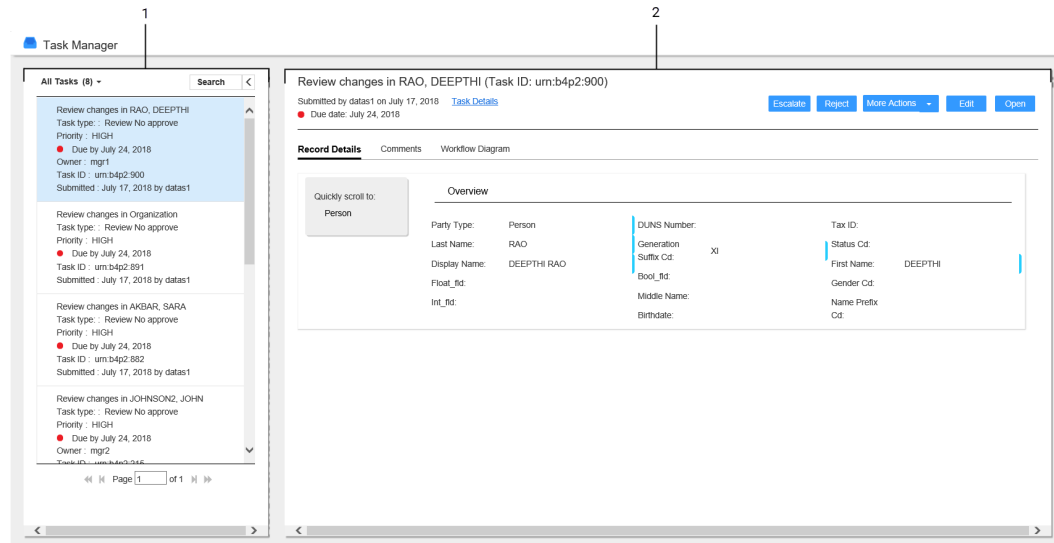 1
2
Task Manager
All Tasks (8)
Search
Review changes in RAO, DEEPTHI
Task type: : Review No approve
Priority : HIGH
Due by July 24, 2018
Owner : mgr1
Task ID : urn:b4p2:900
Submitted : July 17, 2018 by datas1
Review changes in Organization
Task type: : Review No approve
Priority : HIGH
Due by July 24, 2018
Task ID : urn:b4p2:891
Submitted : July 17, 2018 by datas1
Review changes in AKBAR, SARA
Task type: : Review No approve
Priority : HIGH
Due by July 24, 2018
Task ID : urn:b4p2:882
Submitted : July 17, 2018 by datas1
Review changes in JOHNSON2, JOHN
Task type: : Review No approve
Priority : HIGH
Due by July 24, 2018
Owner : mgr2
Task ID : urn:b4p2:215
Page 1 of 1
Review changes in RAO, DEEPTHI (Task ID: urn:b4p2:900)
Submitted by datas1 on July 17, 2018 Task Details
Due date: July 24, 2018
Escalate Reject More Actions Edit Open
Record Details Comments Workflow Diagram
Quickly scroll to:
Person
Overview
Party Type: Person
Last Name: RAO
Display Name: DEEPTHI RAO
Float_fld:
Int_fld:
DUNS Number:
Generation
Suffix Cd: XI
Bool_fld:
Middle Name:
Birthdate:
Tax ID:
Status Cd:
First Name: DEEPTHI
Gender Cd:
Name Prefix
Cd: